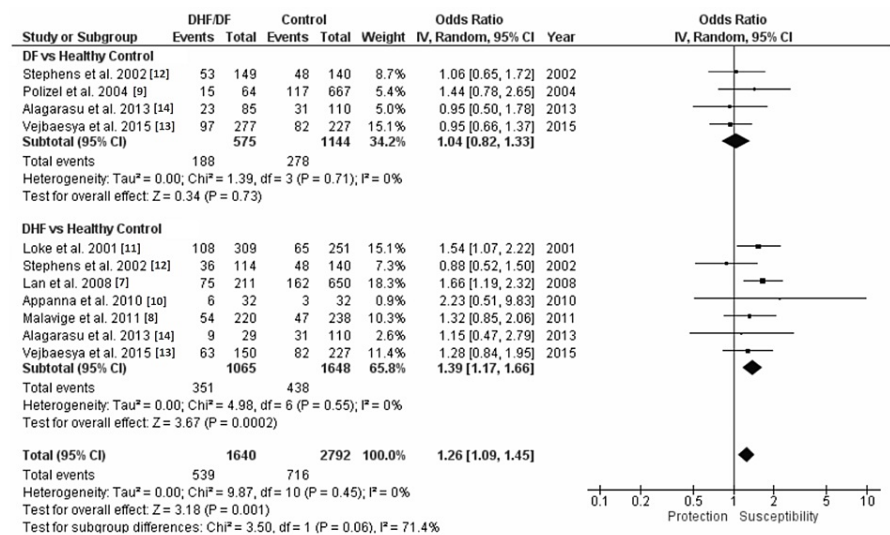 DHF/DF Control Odds Ratio Odds Ratio
Study or Subgroup Events Total Events Total Weight IV, Random, 95% CI Year IV, Random, 95% CI
DF vs Healthy Control
Stephens et al. 2002 [12] 53 149 48 140 8.7% 1.06 [0.65, 1.72] 2002
Polizel et al. 2004 [9] 15 64 117 667 5.4% 1.44 [0.78, 2.65] 2004
Alagarasu et al. 2013 [14] 23 85 31 110 5.0% 0.95 [0.50, 1.78] 2013
Vejbaesya et al. 2015 [13] 97 277 82 227 15.1% 0.95 [0.66, 1.37] 2015
Subtotal (95% CI) 575 1144 34.2% 1.04 [0.82, 1.33]
Total events 188 278
Heterogeneity: Tau² = 0.00; Chi² = 1.39, df = 3 (P = 0.71); I² = 0%
Test for overall effect: Z = 0.34 (P = 0.73)
DHF vs Healthy Control
Loke et al. 2001 [11] 108 309 65 251 15.1% 1.54 [1.07, 2.22] 2001
Stephens et al. 2002 [12] 36 114 48 140 7.3% 0.88 [0.52, 1.50] 2002
Lan et al. 2008 [7] 75 211 162 650 18.3% 1.66 [1.19, 2.32] 2008
Appanna et al. 2010 [10] 6 32 3 32 0.9% 2.23 [0.51, 9.83] 2010
Malavige et al. 2011 [8] 54 220 47 238 10.3% 1.32 [0.85, 2.06] 2011
Alagarasu et al. 2013 [14] 9 29 31 110 2.6% 1.15 [0.47, 2.79] 2013
Vejbaesya et al. 2015 [13] 63 150 82 227 11.4% 1.28 [0.84, 1.95] 2015
Subtotal (95% CI) 1065 1648 65.8% 1.39 [1.17, 1.66]
Total events 351 438
Heterogeneity: Tau² = 0.00; Chi² = 4.98, df = 6 (P = 0.55); I² = 0%
Test for overall effect: Z = 3.67 (P = 0.0002)
Total (95% CI) 1640 2792 100.0% 1.26 [1.09, 1.45]
Total events 539 716
Heterogeneity: Tau² = 0.00; Chi² = 9.87, df = 10 (P = 0.45); I² = 0%
Test for overall effect: Z = 3.18 (P = 0.001)
Test for subgroup differences: Chi² = 3.50, df = 1 (P = 0.06), I² = 71.4%
0.1 0.2 0.5 1 2 5 10
Protection Susceptibility